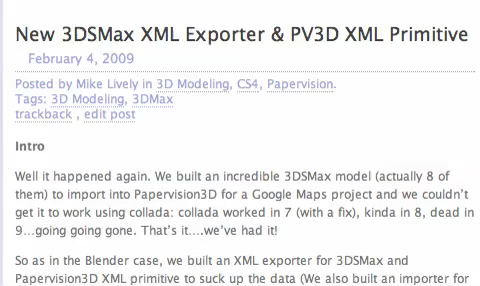 New 3DSMax XML Exporter & PV3D XML Primitive
February 4, 2009
Posted by Mike Lively in 3D Modeling, CS4, Papervision.
Tags: 3D Modeling, 3DMax
trackback , edit post
Intro
Well it happened again. We built an incredible 3DSMax model (actually 8 of
them) to import into Papervision3D for a Google Maps project and we couldn't
get it to work using collada: collada worked in 7 (with a fix), kinda in 8, dead in
9...going going gone. That's it....we've had it!
So as in the Blender case, we built an XML exporter for 3DSMax and
Papervision3D XML primitive to suck up the data (We also built an importer for